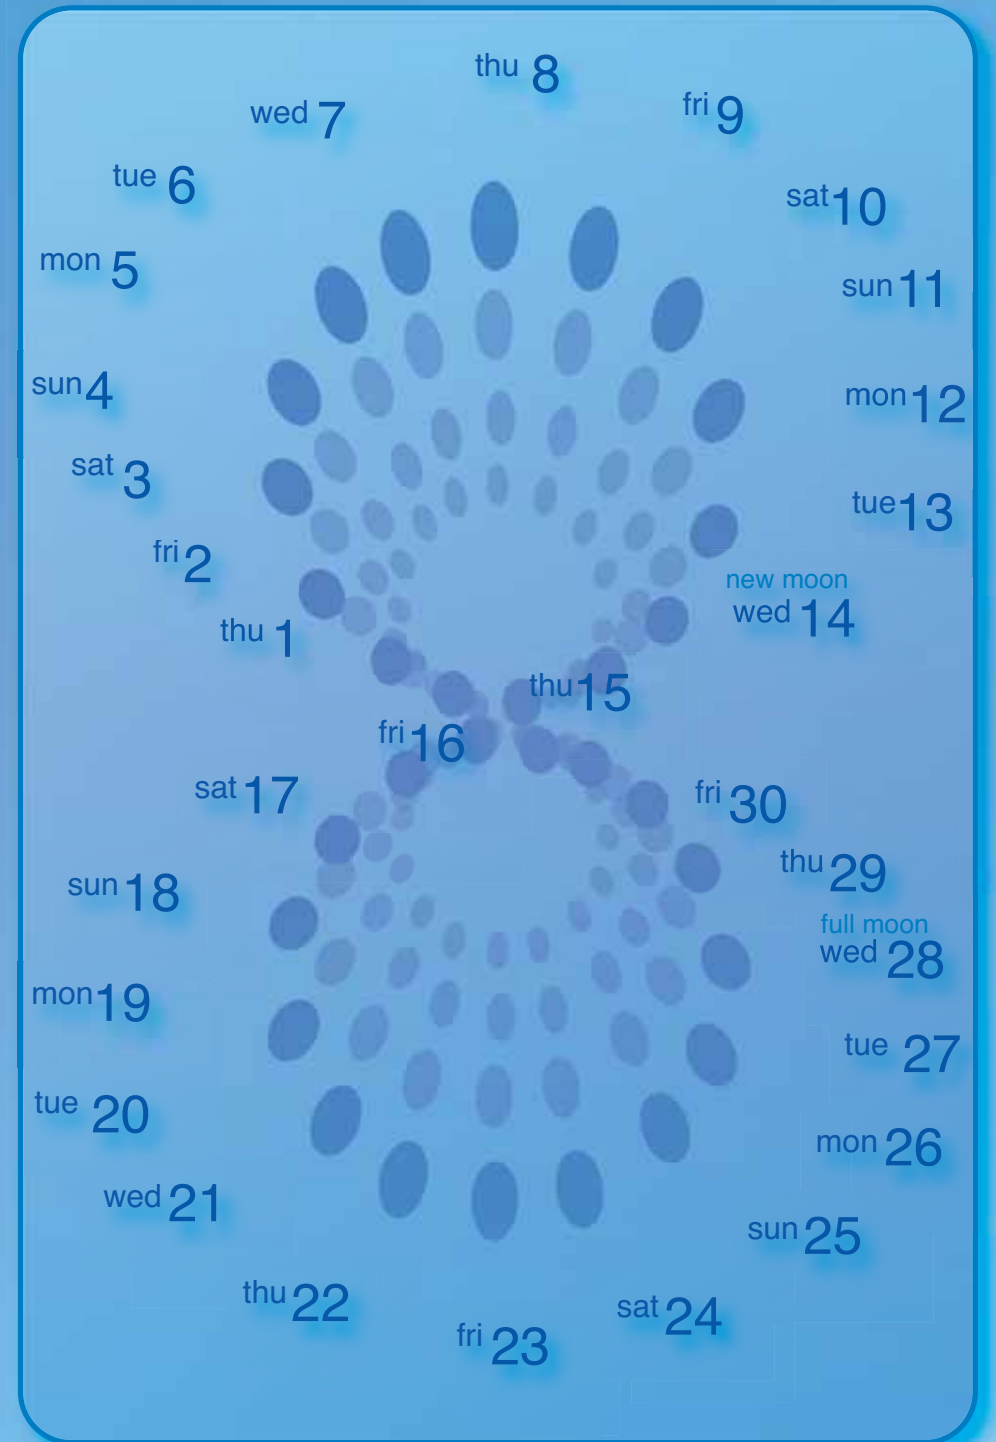 thu 1
fri 2
sat 3
sun 4
mon 5
tue 6
wed 7
thu 8
fri 9
sat 10
sun 11
mon 12
tue 13
new moon
wed 14
thu 15
fri 16
sat 17
sun 18
mon 19
tue 20
wed 21
thu 22
fri 23
sat 24
sun 25
mon 26
tue 27
full moon
wed 28
thu 29
fri 30